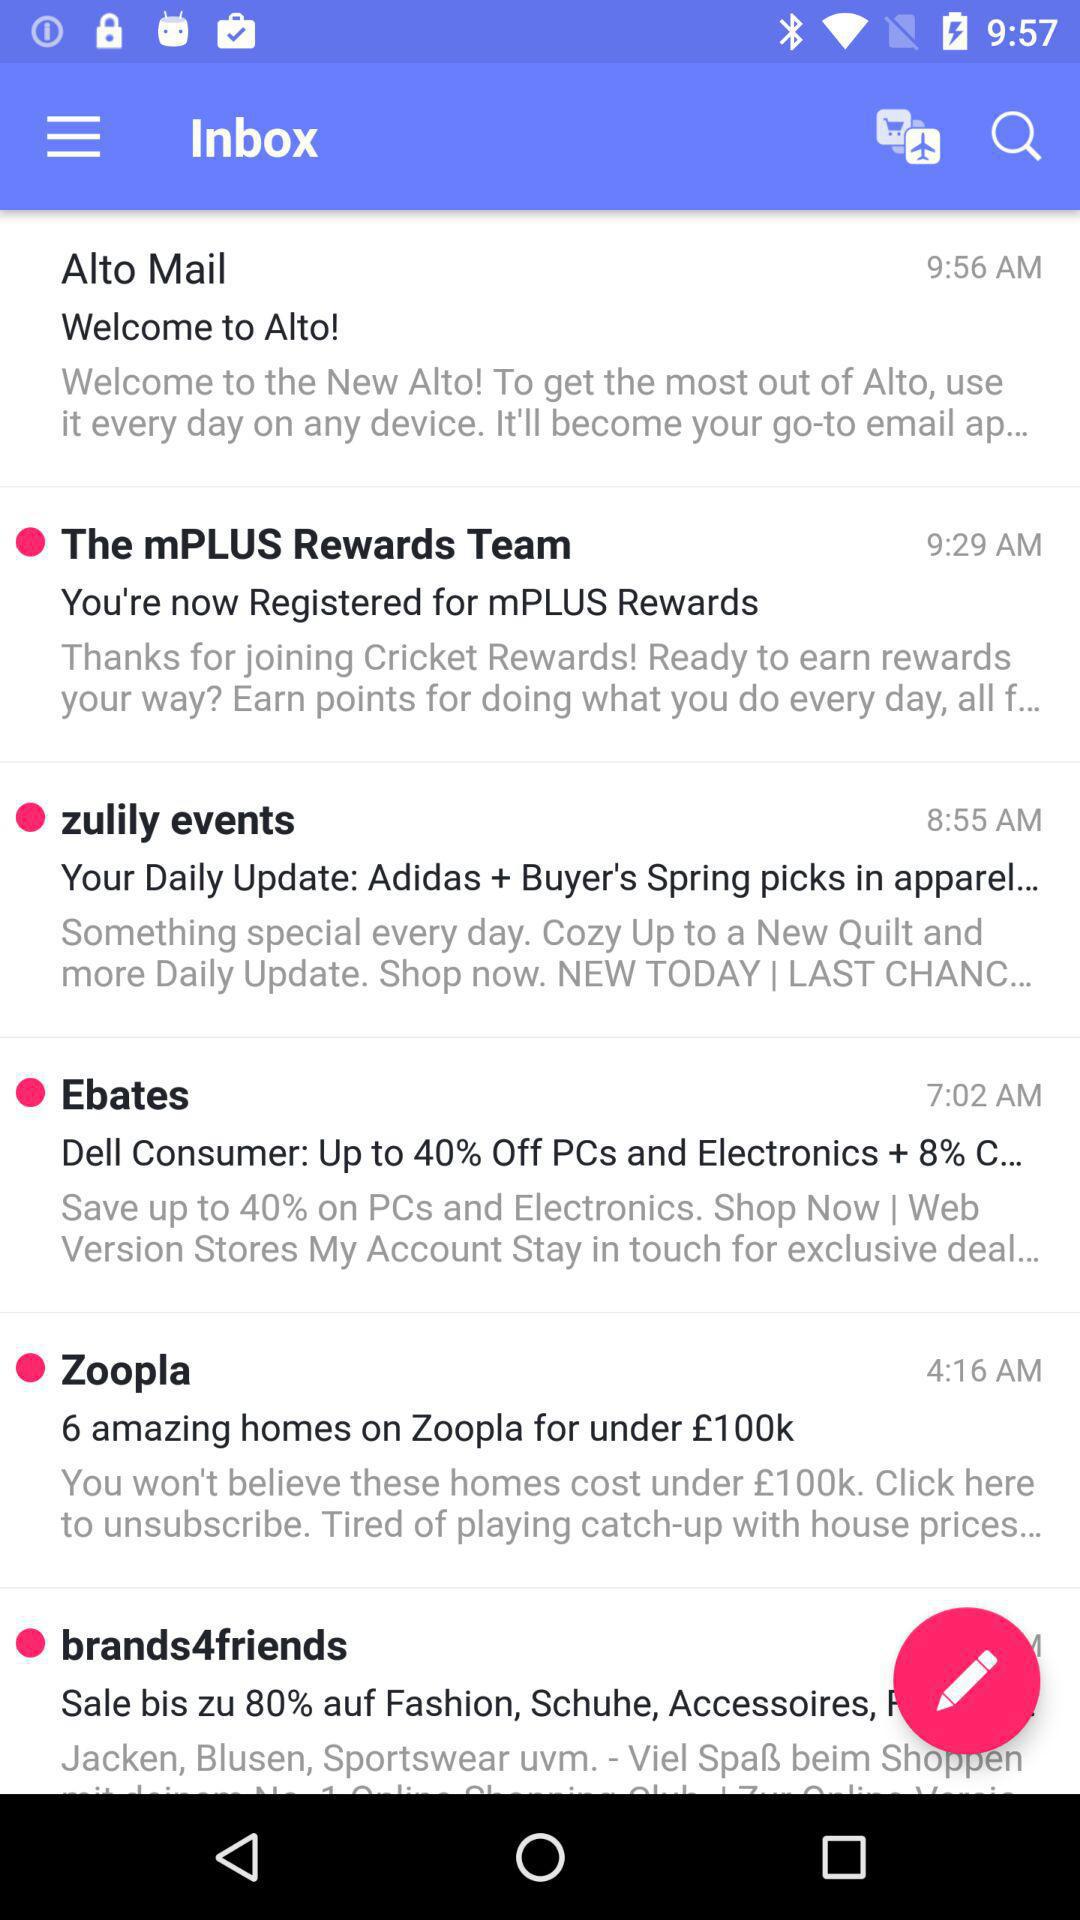 9:57
Inbox
Alto Mail 9:56 AM
Welcome to Alto!
Welcome to the New Alto! To get the most out of Alto, use
it every day on any device. It'll become your go-to email ap...
The mPLUS Rewards Team 9:29 AM
You're now Registered for mPLUS Rewards
Thanks for joining Cricket Rewards! Ready to earn rewards
your way? Earn points for doing what you do every day, all f...
zulily events 8:55 AM
Your Daily Update: Adidas + Buyer's Spring picks in apparel...
Something special every day. Cozy Up to a New Quilt and
more Daily Update. Shop now. NEW TODAY | LAST CHANC...
Ebates 7:02 AM
Dell Consumer: Up to 40% Off PCs and Electronics + 8% C...
Save up to 40% on PCs and Electronics. Shop Now | Web
Version Stores My Account Stay in touch for exclusive deal...
Zoopla 4:16 AM
6 amazing homes on Zoopla for under £100k
You won't believe these homes cost under £100k. Click here
to unsubscribe. Tired of playing catch-up with house prices...
brands4friends
Sale bis zu 80% auf Fashion, Schuhe, Accessoires,
Jacken, Blusen, Sportswear uvm. - Viel Spaß beim Shoppen
mit deinem No. 1 Online Shopping Club. | Zur Online-Versio...